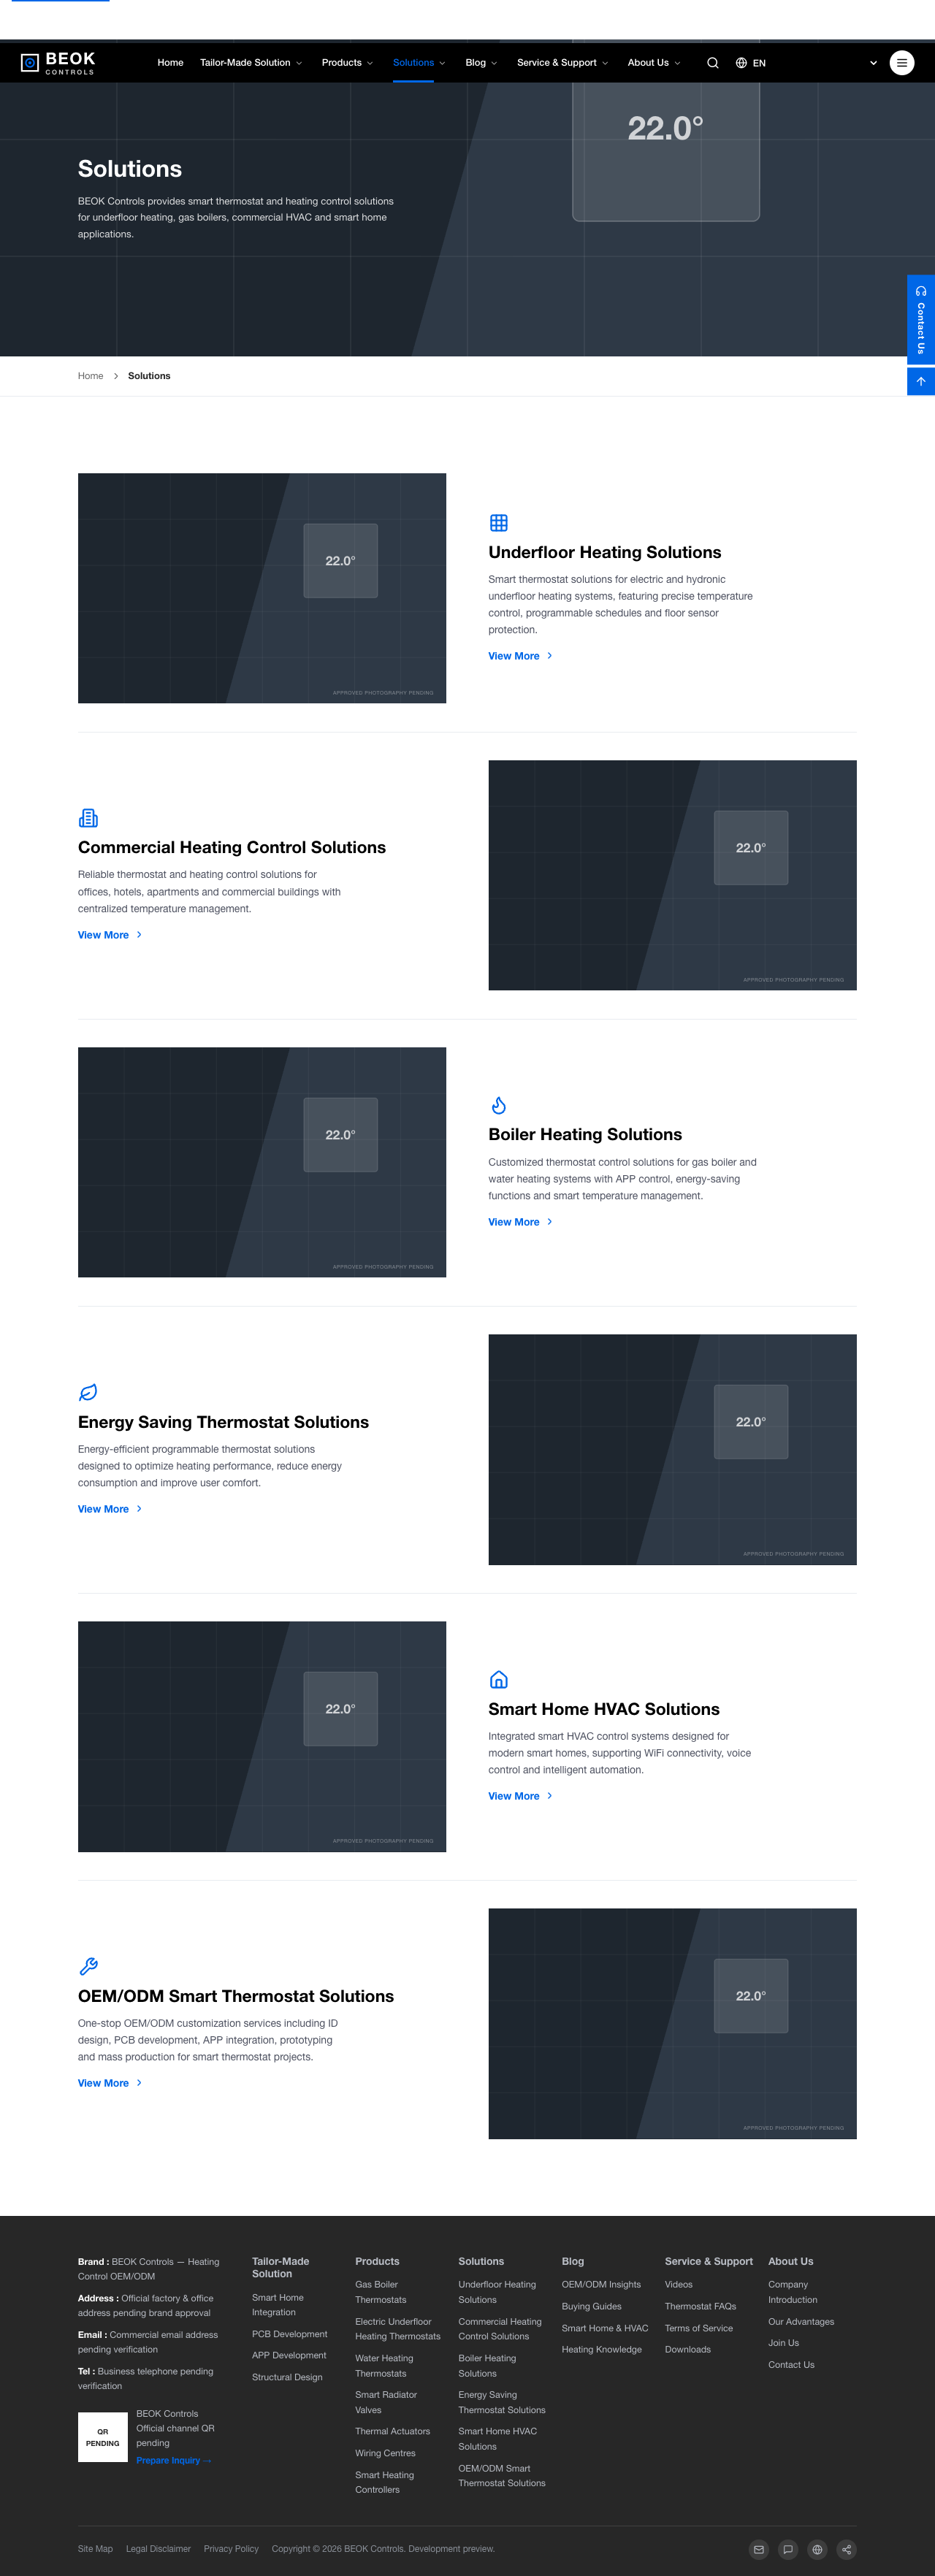 BEOK
CONTROLS
Home
Tailor-Made Solution
Products
Solutions
Blog
Service & Support
About Us
EN
22.0°
Solutions
BEOK Controls provides smart thermostat and heating control solutions
for underfloor heating, gas boilers, commercial HVAC and smart home
applications.
Contact Us
Home
Solutions
22.0°
APPROVED PHOTOGRAPHY PENDING
Underfloor Heating Solutions
Smart thermostat solutions for electric and hydronic
underfloor heating systems, featuring precise temperature
control, programmable schedules and floor sensor
protection.
View More
Commercial Heating Control Solutions
Reliable thermostat and heating control solutions for
offices, hotels, apartments and commercial buildings with
centralized temperature management.
View More
22.0°
APPROVED PHOTOGRAPHY PENDING
22.0°
APPROVED PHOTOGRAPHY PENDING
Boiler Heating Solutions
Customized thermostat control solutions for gas boiler and
water heating systems with APP control, energy-saving
functions and smart temperature management.
View More
Energy Saving Thermostat Solutions
Energy-efficient programmable thermostat solutions
designed to optimize heating performance, reduce energy
consumption and improve user comfort.
View More
22.0°
APPROVED PHOTOGRAPHY PENDING
22.0°
APPROVED PHOTOGRAPHY PENDING
Smart Home HVAC Solutions
Integrated smart HVAC control systems designed for
modern smart homes, supporting WiFi connectivity, voice
control and intelligent automation.
View More
OEM/ODM Smart Thermostat Solutions
One-stop OEM/ODM customization services including ID
design, PCB development, APP integration, prototyping
and mass production for smart thermostat projects.
View More
22.0°
APPROVED PHOTOGRAPHY PENDING
Brand : BEOK Controls — Heating
Control OEM/ODM
Address : Official factory & office
address pending brand approval
Email : Commercial email address
pending verification
Tel : Business telephone pending
verification
QR
PENDING
BEOK Controls
Official channel QR
pending
Prepare Inquiry →
Tailor-Made
Solution
Smart Home
Integration
PCB Development
APP Development
Structural Design
Products
Gas Boiler
Thermostats
Electric Underfloor
Heating Thermostats
Water Heating
Thermostats
Smart Radiator
Valves
Thermal Actuators
Wiring Centres
Smart Heating
Controllers
Solutions
Underfloor Heating
Solutions
Commercial Heating
Control Solutions
Boiler Heating
Solutions
Energy Saving
Thermostat Solutions
Smart Home HVAC
Solutions
OEM/ODM Smart
Thermostat Solutions
Blog
OEM/ODM Insights
Buying Guides
Smart Home & HVAC
Heating Knowledge
Service & Support
Videos
Thermostat FAQs
Terms of Service
Downloads
About Us
Company
Introduction
Our Advantages
Join Us
Contact Us
Site Map
Legal Disclaimer
Privacy Policy
Copyright © 2026 BEOK Controls. Development preview.